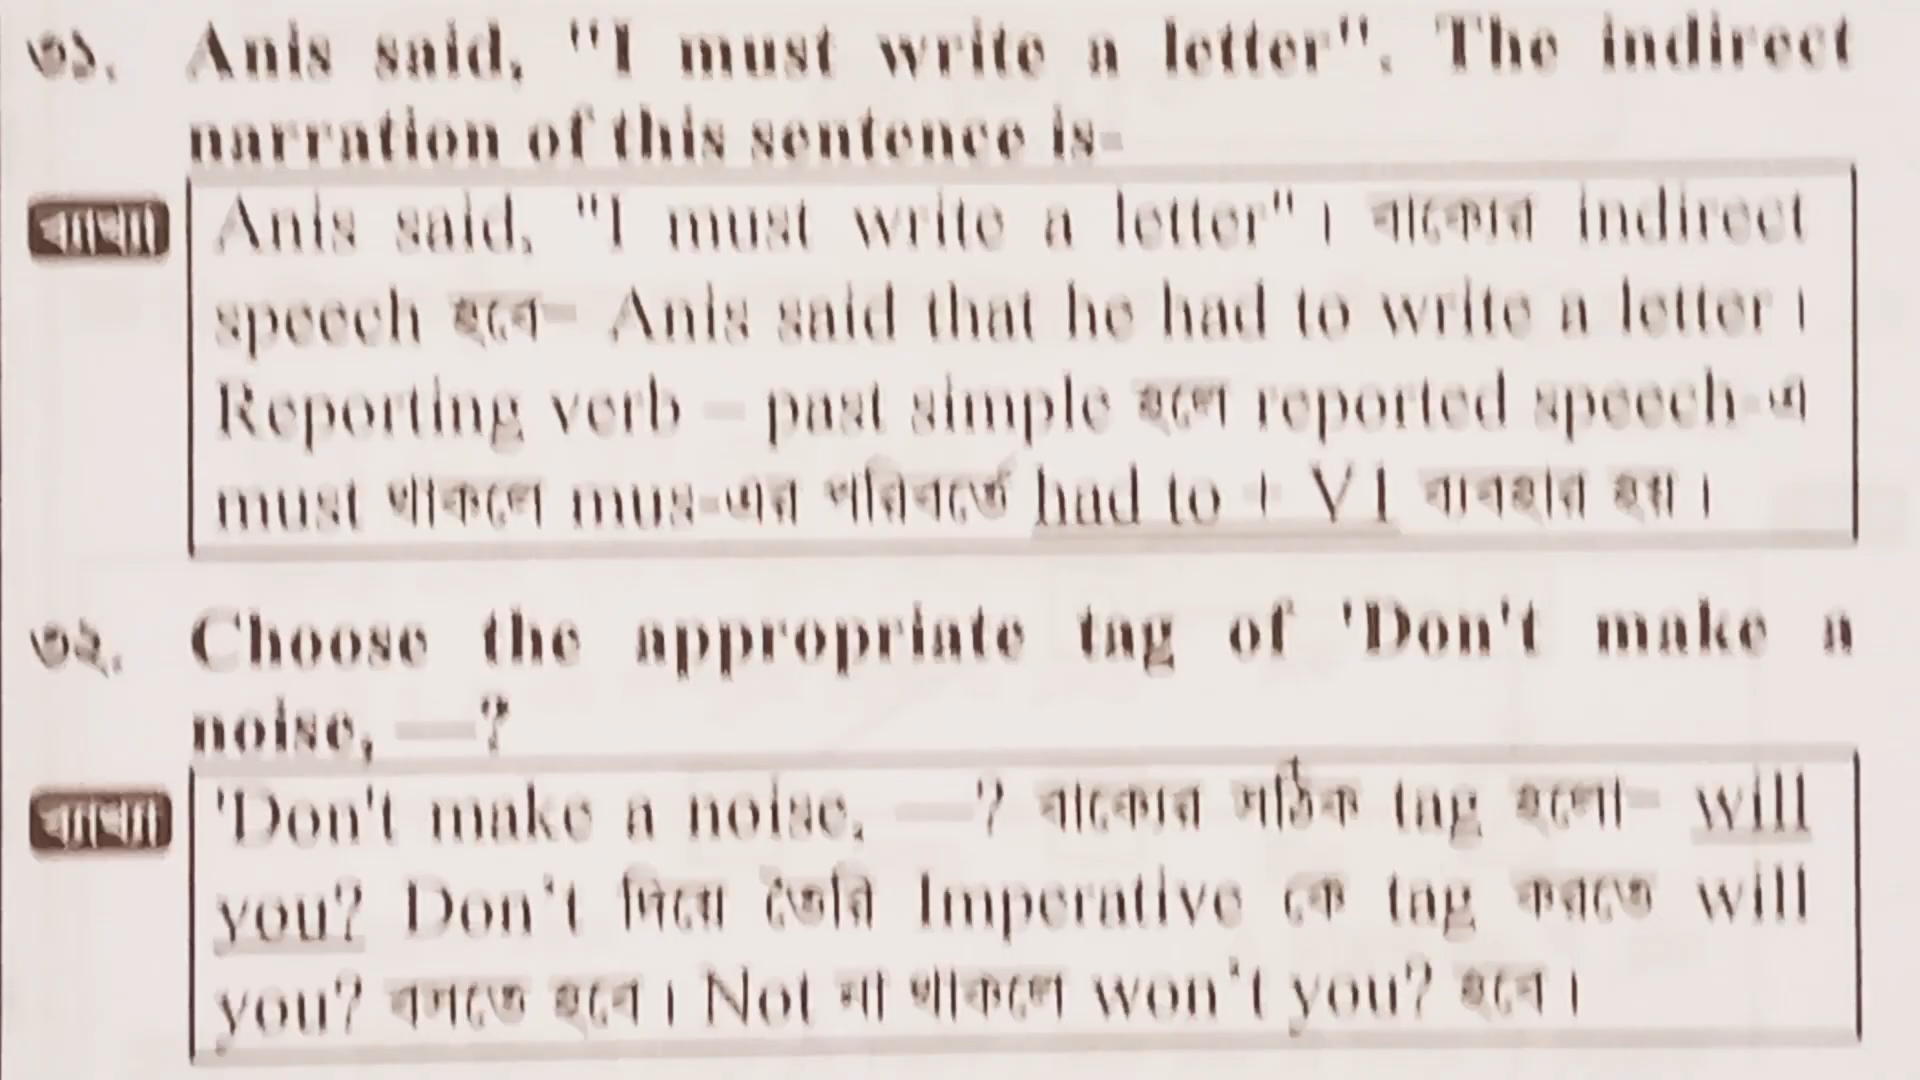 ৩১. Anis said, "I must write a letter". The indirect
narration of this sentence is-
ব্যাখ্যা Anis said, "I must write a letter"। বাক্যের indirect
speech হবে- Anis said that he had to write a letter।
Reporting verb – past simple হলে reported speech-এ
must থাকলে mus-এর পরিবর্তে had to + V1 ব্যবহার হয়।
৩২. Choose the appropriate tag of 'Don't make a
noise, —?
ব্যাখ্যা 'Don't make a noise, —? বাক্যের সঠিক tag হলো- will
you? Don't দিয়ে তৈরি Imperative কে tag করতে will
you? বসাতে হবে। Not না থাকলে won't you? হবে।